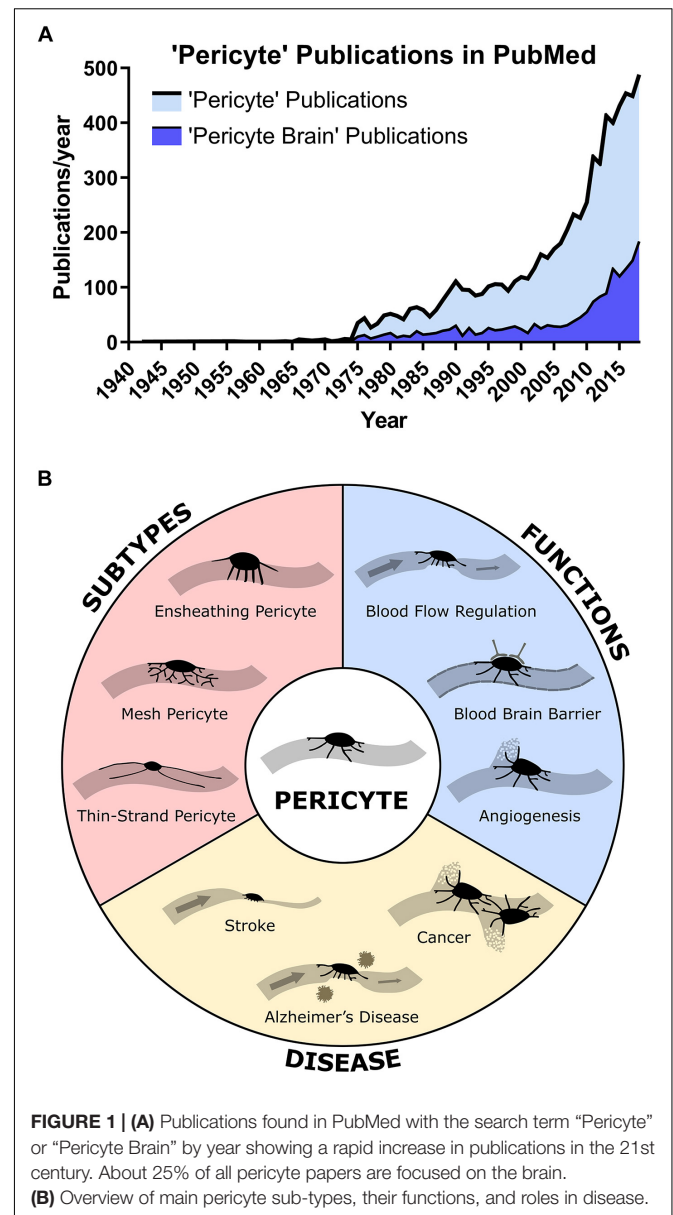 A
'Pericyte' Publications in PubMed
500
400
300
200
100
0
Publications/year
'Pericyte' Publications
'Pericyte Brain' Publications
1940
1945
1950
1955
1960
1965
1970
1975
1980
1985
1990
1995
2000
2005
2010
2015
Year
B
SUBTYPES
Ensheathing Pericyte
Mesh Pericyte
Thin-Strand Pericyte
FUNCTIONS
Blood Flow Regulation
Blood Brain Barrier
Angiogenesis
PERICYTE
Stroke
Cancer
Alzheimer's Disease
DISEASE
FIGURE 1 | (A) Publications found in PubMed with the search term “Pericyte”
or “Pericyte Brain” by year showing a rapid increase in publications in the 21st
century. About 25% of all pericyte papers are focused on the brain.
(B) Overview of main pericyte sub-types, their functions, and roles in disease.